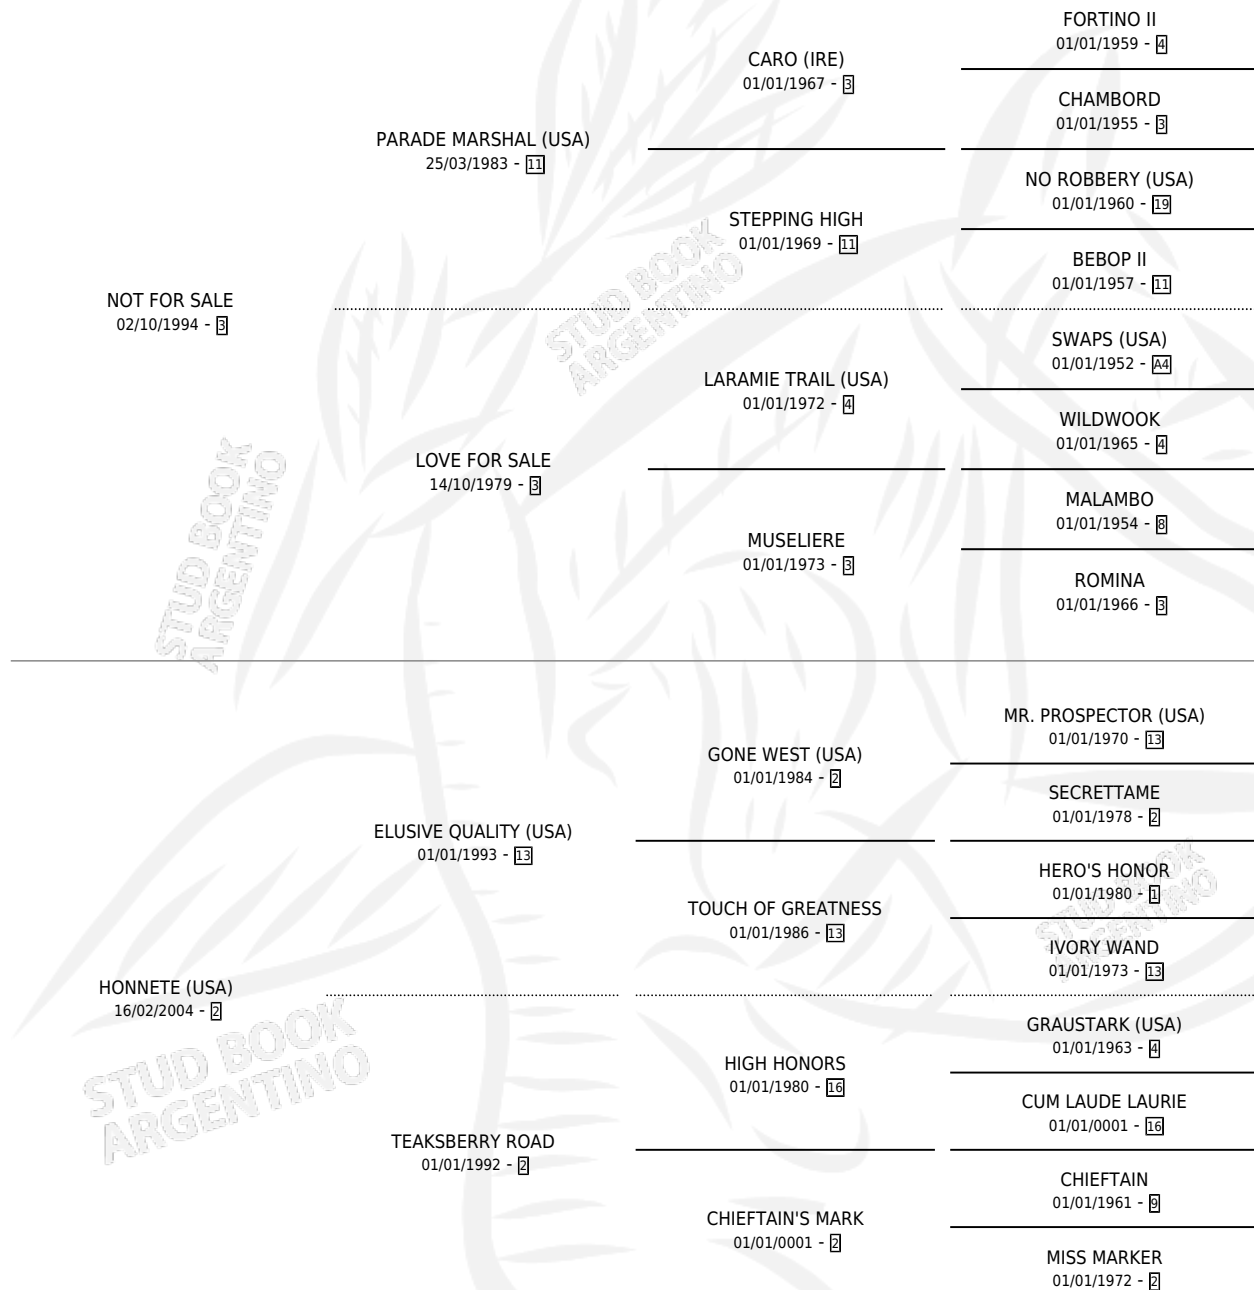 FORTINO II
01/01/1959 - 4
CARO (IRE)
01/01/1967 - 3
CHAMBORD
01/01/1955 - 3
PARADE MARSHAL (USA)
25/03/1983 - 11
NO ROBBERY (USA)
01/01/1960 - 19
STEPPING HIGH
01/01/1969 - 11
BEBOP II
01/01/1957 - 11
NOT FOR SALE
02/10/1994 - 3
STUD BOOK
ARGENTINO
SWAPS (USA)
01/01/1952 - A4
LARAMIE TRAIL (USA)
01/01/1972 - 4
WILDWOOK
01/01/1965 - 4
LOVE FOR SALE
14/10/1979 - 3
MALAMBO
01/01/1954 - 8
MUSELIERE
01/01/1973 - 3
ROMINA
01/01/1966 - 3
STUD BOOK
ARGENTINO
MR. PROSPECTOR (USA)
01/01/1970 - 13
GONE WEST (USA)
01/01/1984 - 2
SECRETTAME
01/01/1978 - 2
ELUSIVE QUALITY (USA)
01/01/1993 - 13
HERO'S HONOR
01/01/1980 - 1
TOUCH OF GREATNESS
01/01/1986 - 13
STUD BOOK
ARGENTINO
IVORY WAND
01/01/1973 - 13
HONNETE (USA)
16/02/2004 - 2
STUD BOOK
ARGENTINO
GRAUSTARK (USA)
01/01/1963 - 4
HIGH HONORS
01/01/1980 - 16
CUM LAUDE LAURIE
01/01/0001 - 16
TEAKSBERRY ROAD
01/01/1992 - 2
CHIEFTAIN
01/01/1961 - 9
CHIEFTAIN'S MARK
01/01/0001 - 2
MISS MARKER
01/01/1972 - 2